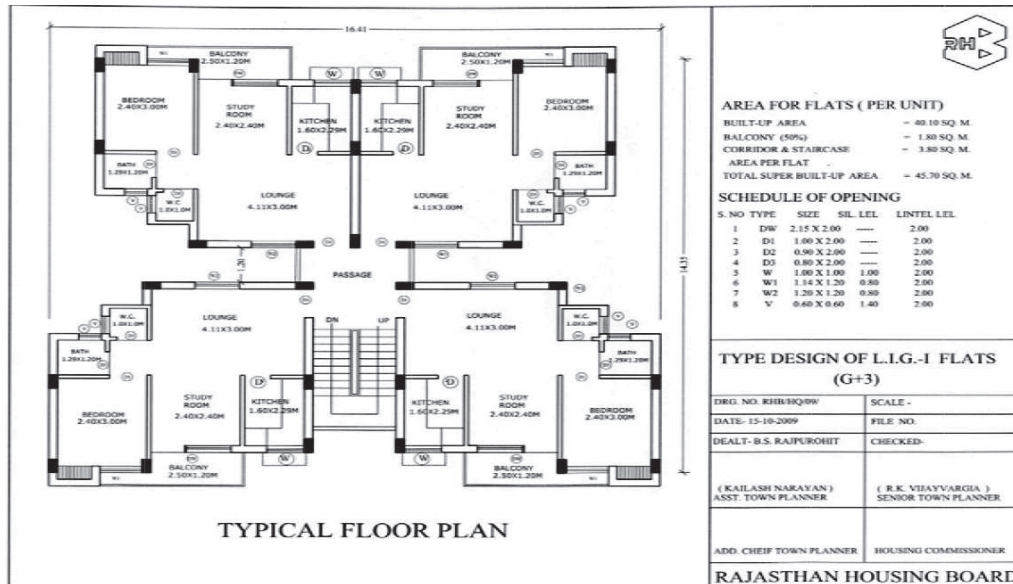 16.41
BALCONY
2.50X1.20M
BALCONY
2.50X1.20M
BEDROOM
2.40X3.00M
STUDY
ROOM
2.40X2.40M
KITCHEN
1.60X2.29M
KITCHEN
1.60X2.29M
STUDY
ROOM
2.40X2.40M
BEDROOM
2.40X3.00M
BATH
1.29X1.20M
W.C.
1.0X1.0M
LOUNGE
4.11X3.00M
LOUNGE
4.11X3.00M
BATH
1.29X1.20M
W.C.
1.0X1.0M
1.20
PASSAGE
LOUNGE
4.11X3.00M
DN UP
LOUNGE
4.11X3.00M
W.C.
1.0X1.0M
BATH
1.29X1.20M
W.C.
1.0X1.0M
BATH
1.29X1.20M
BEDROOM
2.40X3.00M
STUDY
ROOM
2.40X2.40M
KITCHEN
1.60X2.29M
KITCHEN
1.60X2.29M
STUDY
ROOM
2.40X2.40M
BEDROOM
2.40X3.00M
BALCONY
2.50X1.20M
BALCONY
2.50X1.20M
TYPICAL FLOOR PLAN
RHB
AREA FOR FLATS ( PER UNIT)
BUILT-UP AREA = 40.10 SQ. M.
BALCONY (50%) = 1.80 SQ. M.
CORRIDOR & STAIRCASE = 3.80 SQ. M.
AREA PER FLAT
TOTAL SUPER BUILT-UP AREA = 45.70 SQ. M.
SCHEDULE OF OPENING
S. NO TYPE SIZE SIL. LEL LINTEL LEL
1 DW 2.15 X 2.00 ----- 2.00
2 D1 1.00 X 2.00 ----- 2.00
3 D2 0.90 X 2.00 ----- 2.00
4 D3 0.80 X 2.00 ----- 2.00
5 W 1.00 X 1.00 1.00 2.00
6 W1 1.14 X 1.20 0.80 2.00
7 W2 1.20 X 1.20 0.80 2.00
8 V 0.60 X 0.60 1.40 2.00
TYPE DESIGN OF L.I.G.-I FLATS
(G+3)
DRG. NO. RHB/HQ/09/ SCALE -
DATE- 15-10-2009 FILE NO.
DEALT- B.S. RAJPUROHIT CHECKED-
( KAILASH NARAYAN ) ( R.K. VIJAYVARGIA )
ASST. TOWN PLANNER SENIOR TOWN PLANNER
ADD. CHEIF TOWN PLANNER HOUSING COMMISSIONER
RAJASTHAN HOUSING BOARD